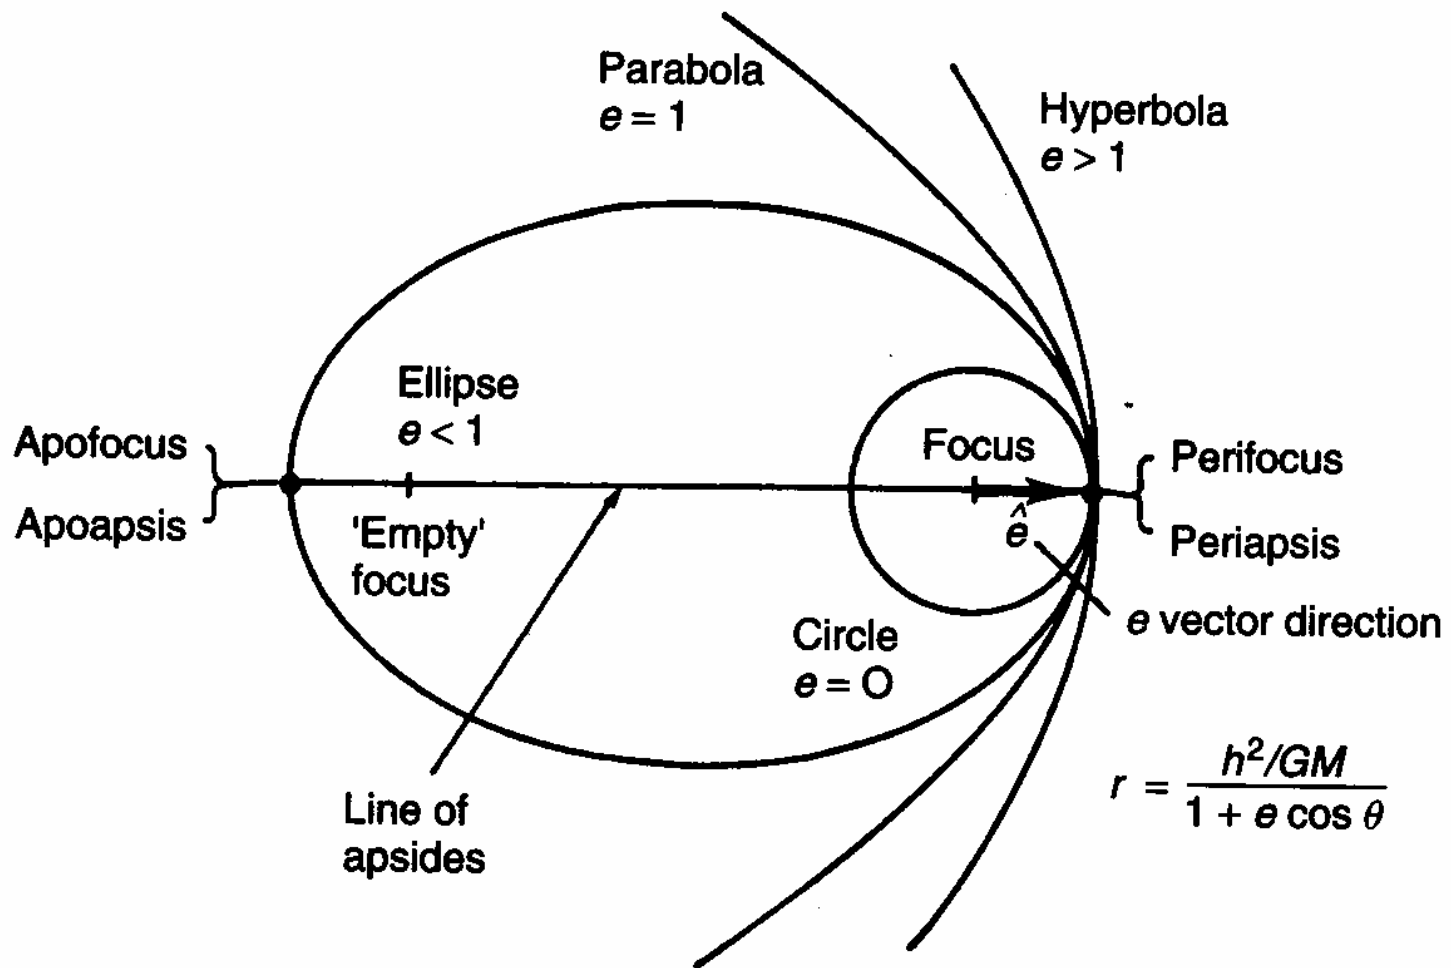 Parabola
e = 1
Hyperbola
e > 1
Ellipse
e < 1
Apofocus
Apoapsis
'Empty'
focus
Focus
ê
Perifocus
Periapsis
e vector direction
Circle
e = O
Line of
apsides
r = h²/GM / 1 + e cos θ